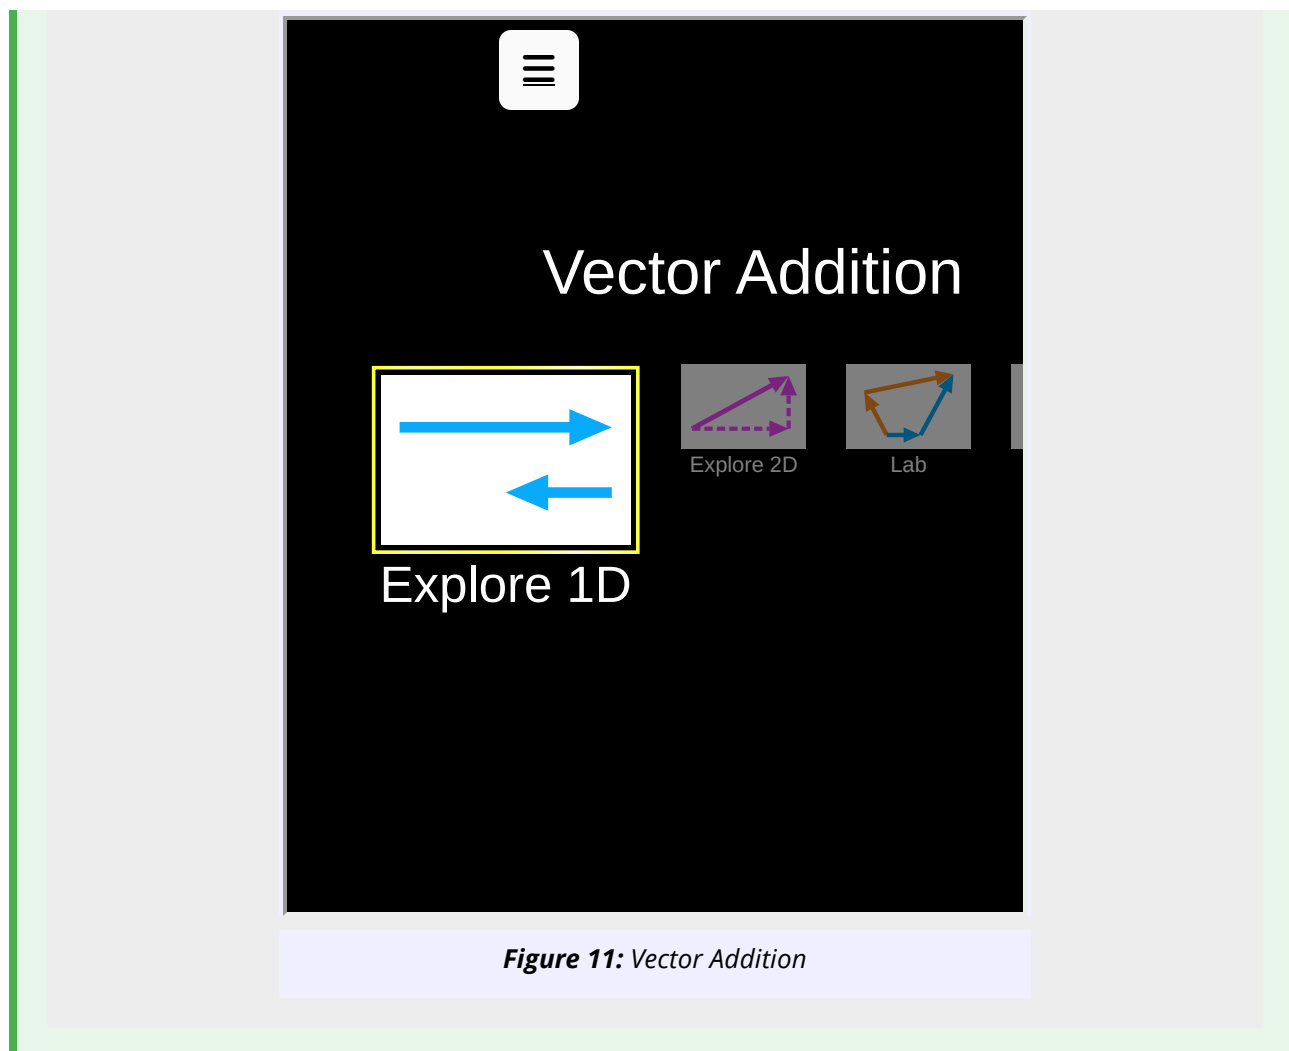 Vector Addition
Explore 2D
Lab
Explore 1D
Figure 11: Vector Addition